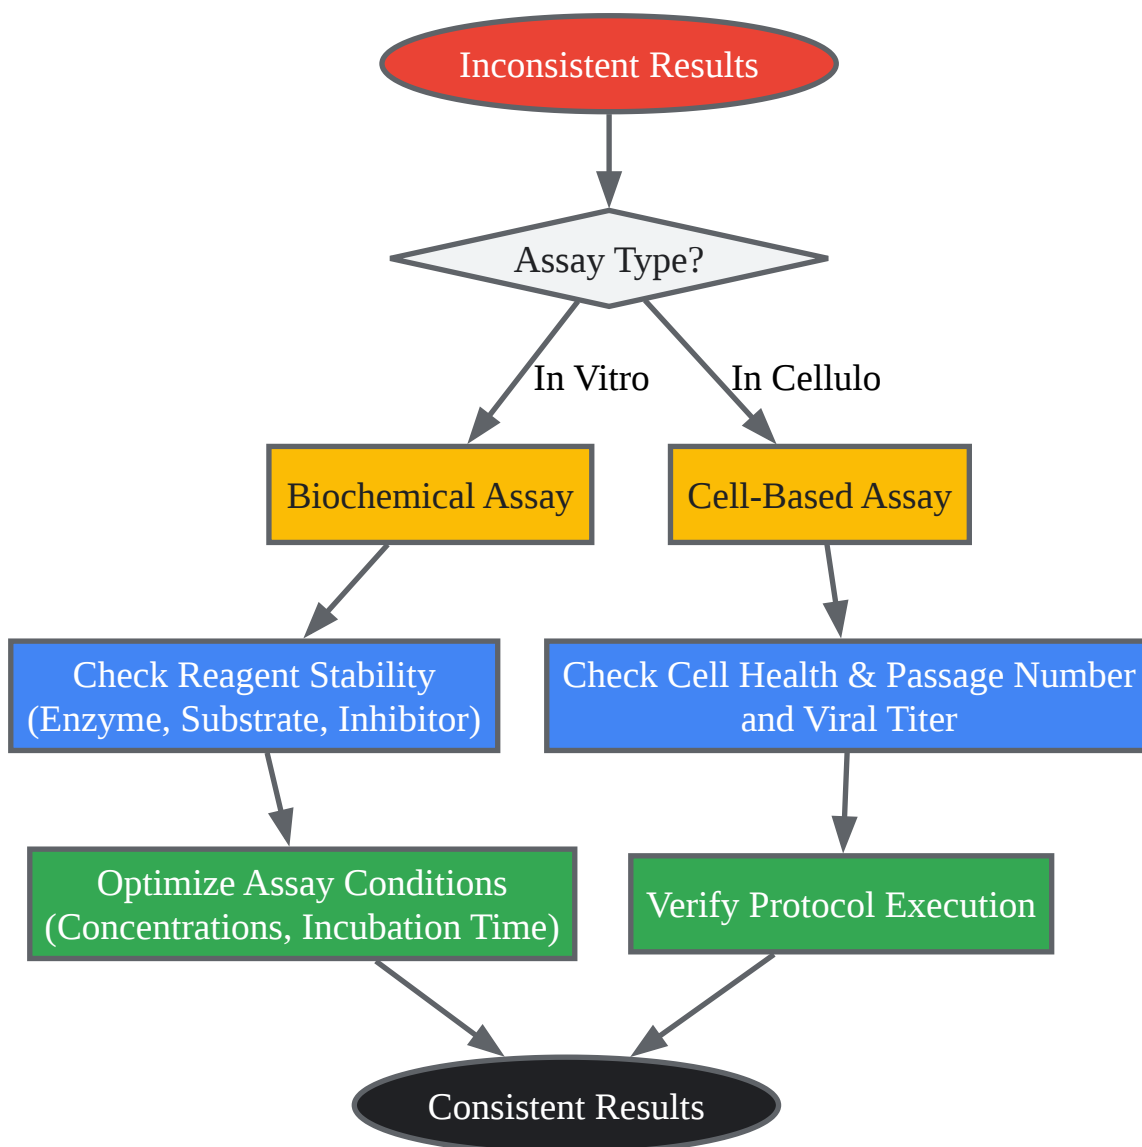 Inconsistent Results
Assay Type?
In Vitro
In Cellulo
Biochemical Assay
Cell-Based Assay
Check Reagent Stability
(Enzyme, Substrate, Inhibitor)
Check Cell Health & Passage Number
and Viral Titer
Optimize Assay Conditions
(Concentrations, Incubation Time)
Verify Protocol Execution
Consistent Results